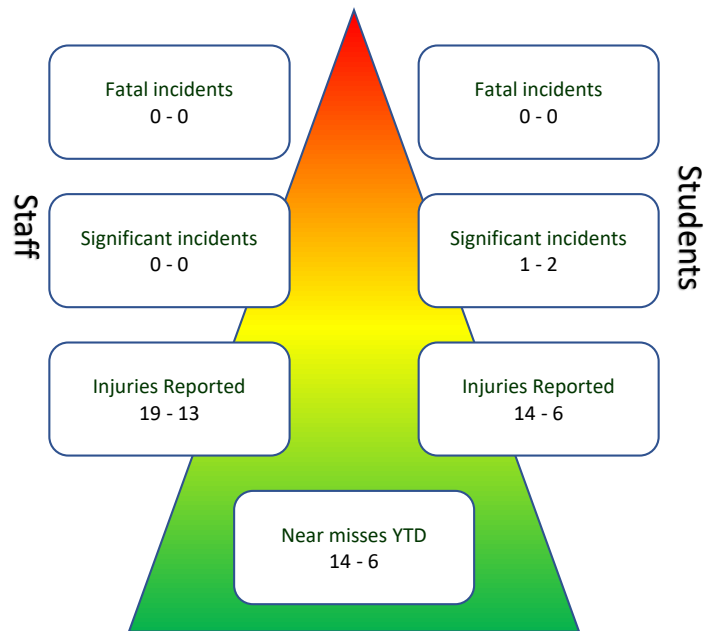 Fatal incidents
0 - 0
Fatal incidents
0 - 0
Staff
Students
Significant incidents
0 - 0
Significant incidents
1 - 2
Injuries Reported
19 - 13
Injuries Reported
14 - 6
Near misses YTD
14 - 6